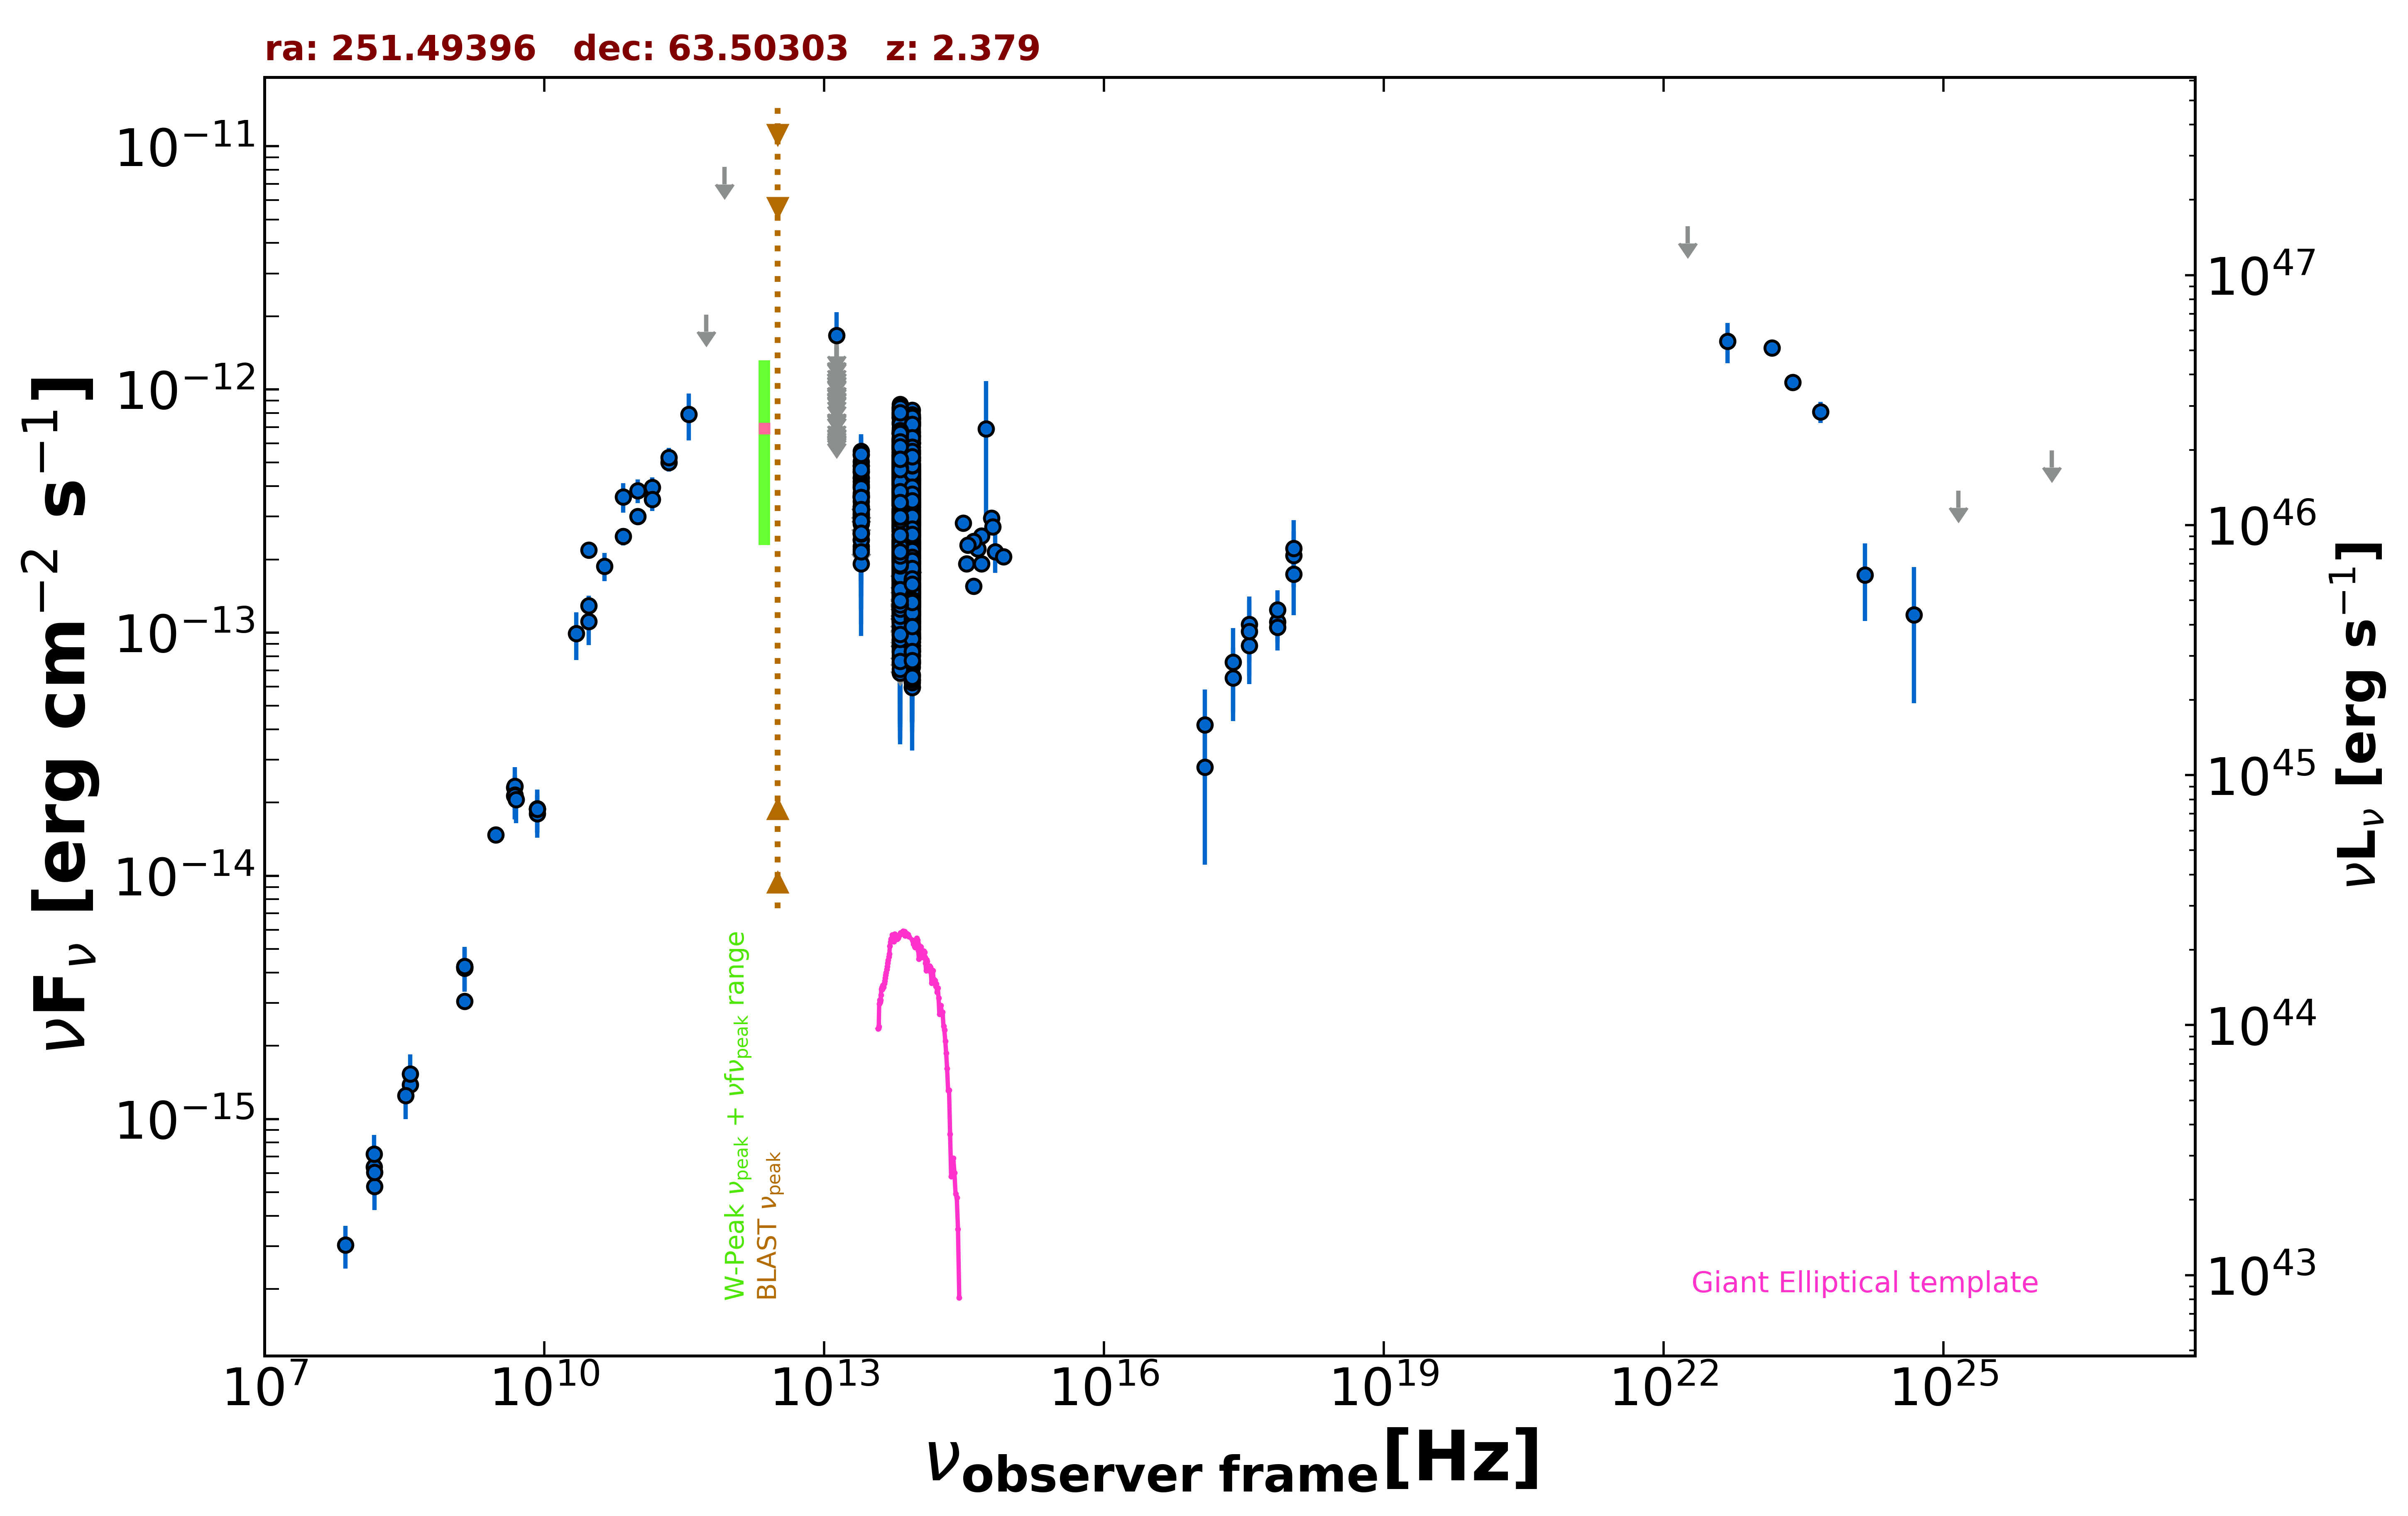 ra: 251.49396 dec: 63.50303 z: 2.379
10⁻¹¹
10⁻¹²
10⁻¹³
10⁻¹⁴
10⁻¹⁵
νFν [erg cm⁻² s⁻¹]
10⁴⁷
10⁴⁶
10⁴⁵
10⁴⁴
10⁴³
νLν [erg s⁻¹]
W-Peak νpeak + νfνpeak range
BLAST νpeak
Giant Elliptical template
10⁷ 10¹⁰ 10¹³ 10¹⁶ 10¹⁹ 10²² 10²⁵
νobserver frame[Hz]